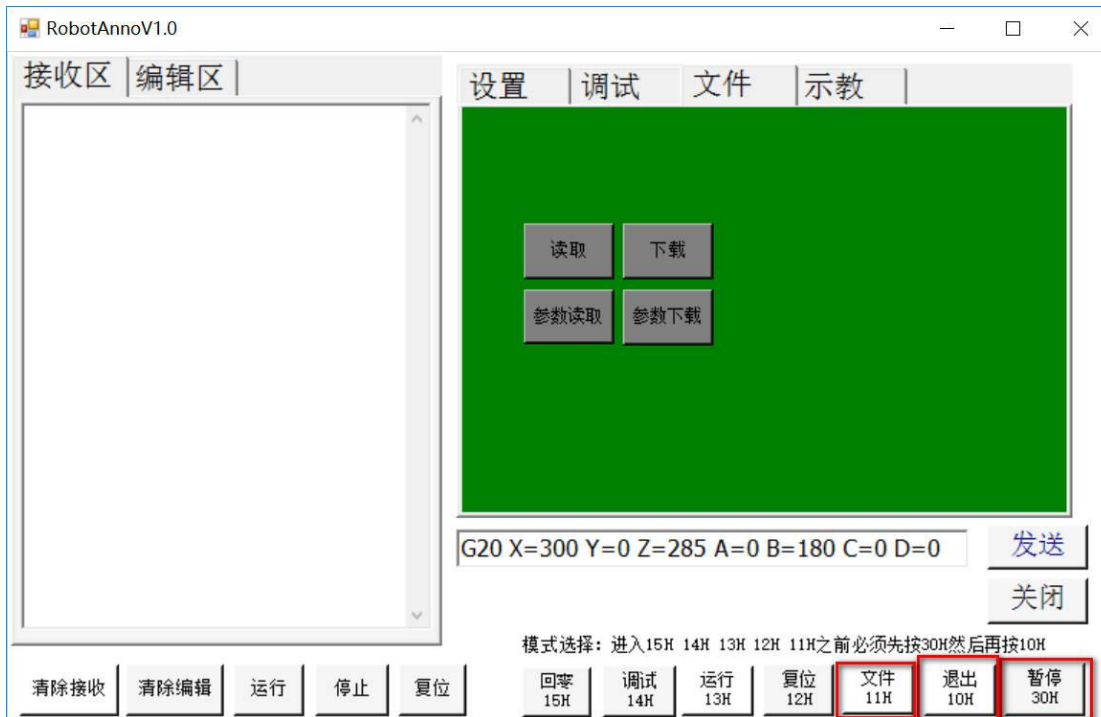 RobotAnnoV1.0
接收区 编辑区
设置 调试 文件 示教
读取 下载
参数读取 参数下载
G20 X=300 Y=0 Z=285 A=0 B=180 C=0 D=0 发送
关闭
模式选择: 进入15H 14H 13H 12H 11H之前必须先按30H然后再按10H
清除接收 清除编辑 运行 停止 复位
回零 调试 运行 复位 文件 退出 暂停
15H 14H 13H 12H 11H 10H 30H